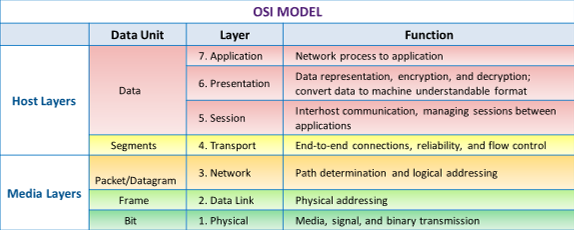 OSI MODEL
Data Unit Layer Function
Host Layers
Data
7. Application Network process to application
6. Presentation Data representation, encryption, and decryption;
convert data to machine understandable format
5. Session Interhost communication, managing sessions between
applications
Segments 4. Transport End-to-end connections, reliability, and flow control
Media Layers
Packet/Datagram 3. Network Path determination and logical addressing
Frame 2. Data Link Physical addressing
Bit 1. Physical Media, signal, and binary transmission